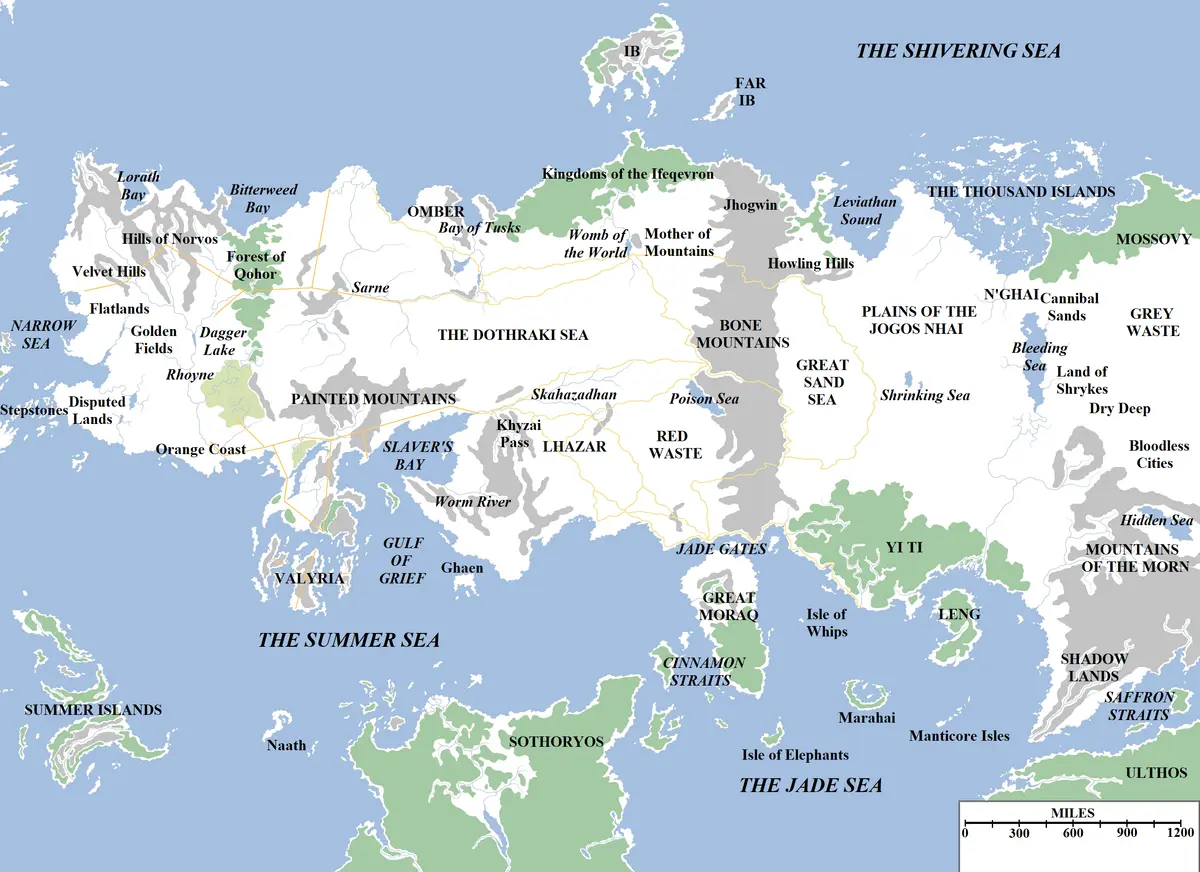 IB
THE SHIVERING SEA
FAR
IB
Lorath
Bay
Bitterweed
Bay
Kingdoms of the Ifeqevron
Jhogwin
Leviathan
Sound
THE THOUSAND ISLANDS
OMBER
Bay of Tusks
Hills of Norvos
Womb of
the World
Mother of
Mountains
MOSSOVY
Velvet Hills
Forest of
Qohor
Howling Hills
Sarne
N'GHAI
Cannibal
Sands
Flatlands
NARROW
SEA
Golden
Fields
Dagger
Lake
THE DOTHRAKI SEA
BONE
MOUNTAINS
PLAINS OF THE
JOGOS NHAI
GREY
WASTE
Bleeding
Sea
Rhoyne
GREAT
SAND
SEA
Land of
Shrykes
Stepstones
Disputed
Lands
PAINTED MOUNTAINS
Skahazadhan
Poison Sea
Shrinking Sea
Dry Deep
Orange Coast
SLAVER'S
BAY
Khyzai
Pass
LHAZAR
RED
WASTE
Bloodless
Cities
Worm River
Hidden Sea
GULF
OF
GRIEF
Ghaen
JADE GATES
YI TI
MOUNTAINS
OF THE MORN
VALYRIA
GREAT
MORAQ
Isle of
Whips
LENG
THE SUMMER SEA
CINNAMON
STRAITS
SHADOW
LANDS
SUMMER ISLANDS
SAFFRON
STRAITS
Naath
SOTHORYOS
Marahai
Manticore Isles
Isle of Elephants
THE JADE SEA
ULTHOS
MILES
0 300 600 900 1200